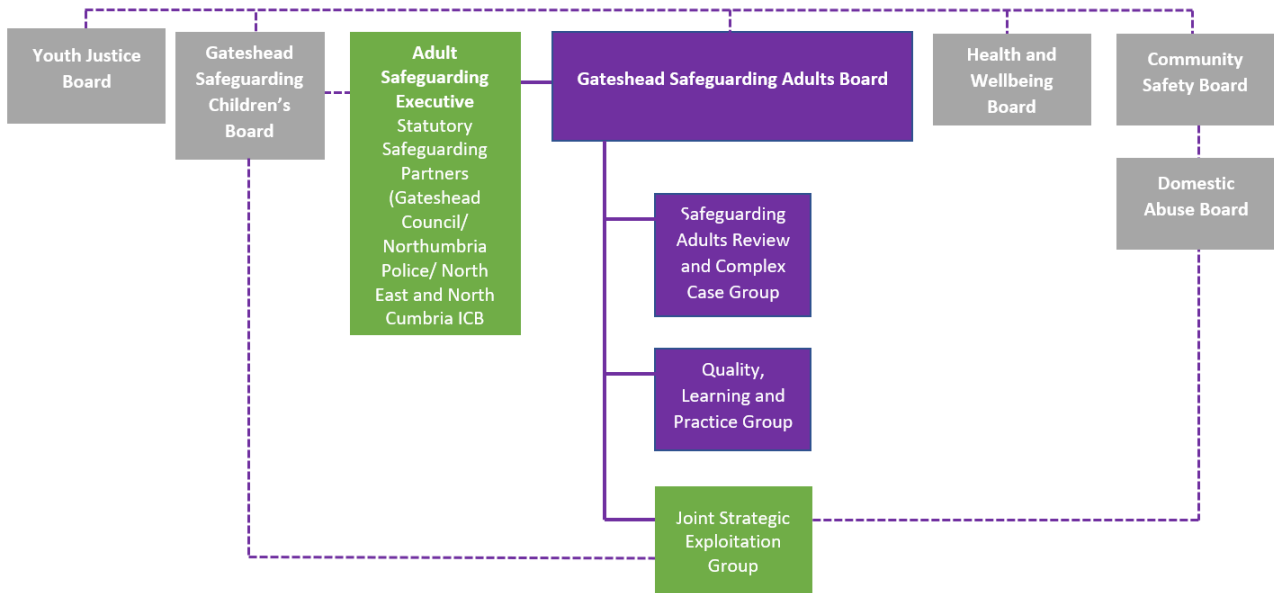 Youth Justice
Board
Gateshead
Safeguarding
Children’s
Board
Adult
Safeguarding
Executive
Statutory
Safeguarding
Partners
(Gateshead
Council/
Northumbria
Police/ North
East and North
Cumbria ICB
Gateshead Safeguarding Adults Board
Health and
Wellbeing
Board
Community
Safety Board
Domestic
Abuse Board
Safeguarding
Adults Review
and Complex
Case Group
Quality,
Learning and
Practice Group
Joint Strategic
Exploitation
Group